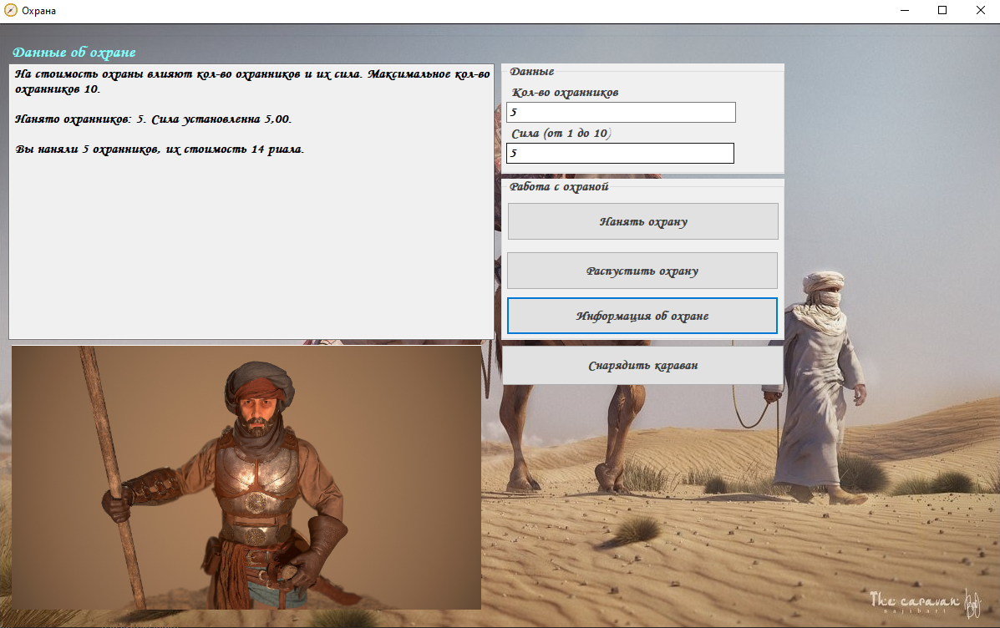 Охрана
Данные об охране
На стоимость охраны влияют кол-во охранников и их сила. Максимальное кол-во
охранников 10.
Нанято охранников: 5. Сила установленна 5,00.
Вы наняли 5 охранников, их стоимость 14 риала.
Данные
Кол-во охранников
5
Сила (от 1 до 10)
5
Работа с охраной
Нанять охрану
Распустить охрану
Информация об охране
Снарядить караван
The caravan
najibart